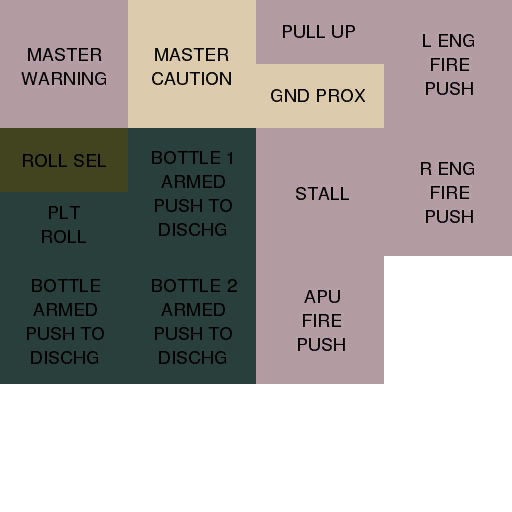 MASTER
WARNING
MASTER
CAUTION
PULL UP
GND PROX
L ENG
FIRE
PUSH
ROLL SEL
PLT
ROLL
BOTTLE 1
ARMED
PUSH TO
DISCHG
STALL
R ENG
FIRE
PUSH
BOTTLE
ARMED
PUSH TO
DISCHG
BOTTLE 2
ARMED
PUSH TO
DISCHG
APU
FIRE
PUSH